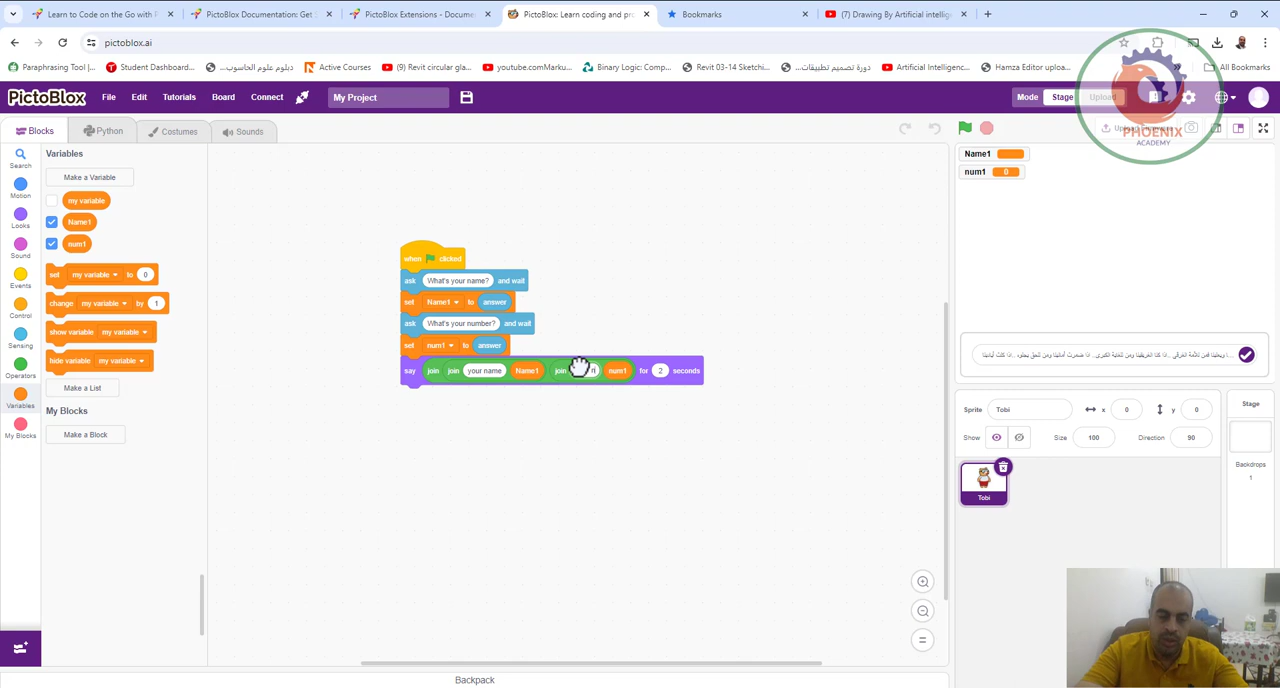 Learn to Code on the Go with P
PictoBlox Documentation: Get S
PictoBlox Extensions - Docume
PictoBlox: Learn coding and pr
Bookmarks
(7) Drawing By Artificial intellige
pictoblox.ai
Paraphrasing Tool |...
Student Dashboard...
دبلوم علوم الحاسوب...
Active Courses
youtube.comMarku...
Binary Logic: Comp...
Revit 03-14 Sketchi...
دورة تصميم تطبيقات...
Artificial Intelligenc...
Hamza Editor uploa...
All Bookmarks
PictoBlox
File
Edit
Tutorials
Board
Connect
My Project
Mode
Stage
Upload
PHOENIX
ACADEMY
Blocks
Python
Costumes
Sounds
Search
Motion
Looks
Sound
Events
Control
Sensing
Operators
Variables
My Blocks
Variables
Make a Variable
my variable
Name1
num1
set my variable to 0
change my variable by 1
show variable my variable
hide variable my variable
Make a List
My Blocks
Make a Block
when clicked
ask What's your name? and wait
set Name1 to answer
ask What's your number? and wait
set num1 to answer
say join join your name Name1 join num1 for 2 seconds
Backpack
Name1
num1 0
Sprite Tobi x 0 y 0
Show Size 100 Direction 90
Tobi
Stage
Backdrops
1